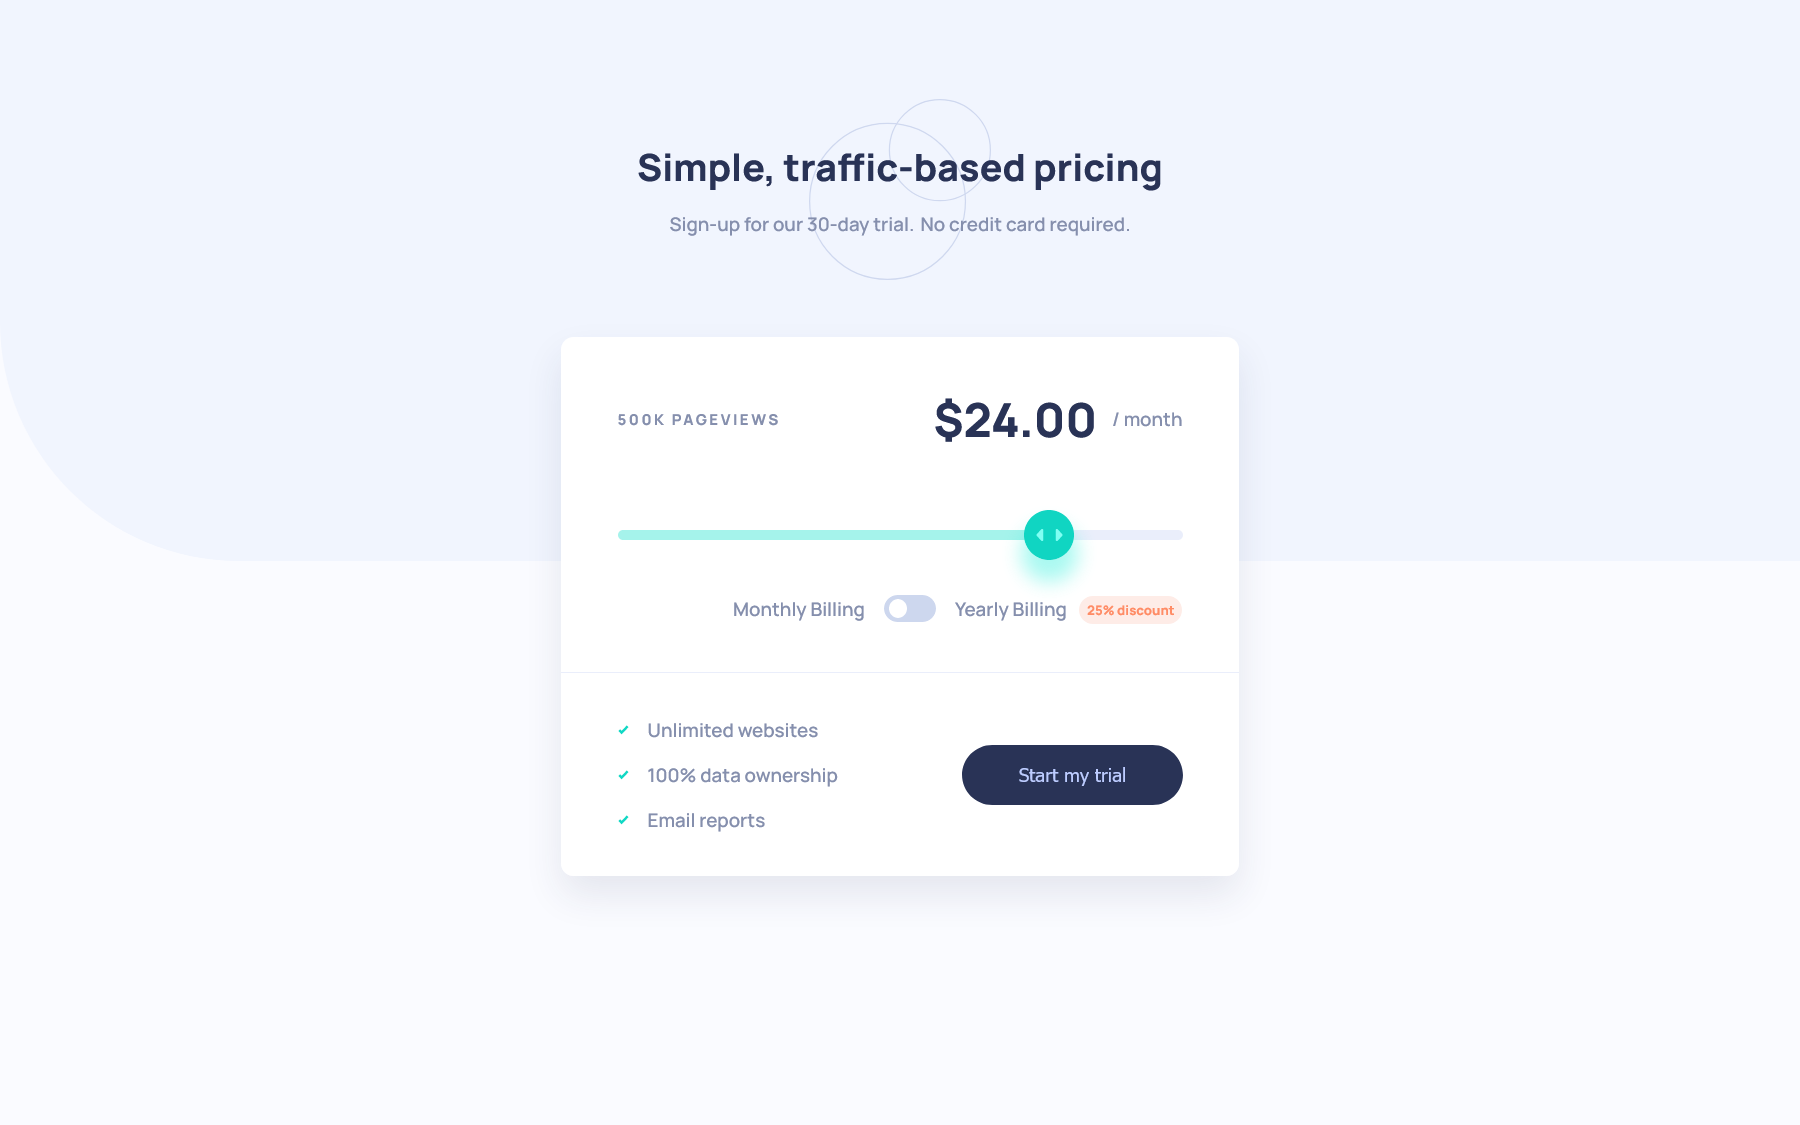 Simple, traffic-based pricing
Sign-up for our 30-day trial. No credit card required.
500K PAGEVIEWS
$24.00 / month
Monthly Billing
Yearly Billing
25% discount
Unlimited websites
100% data ownership
Email reports
Start my trial